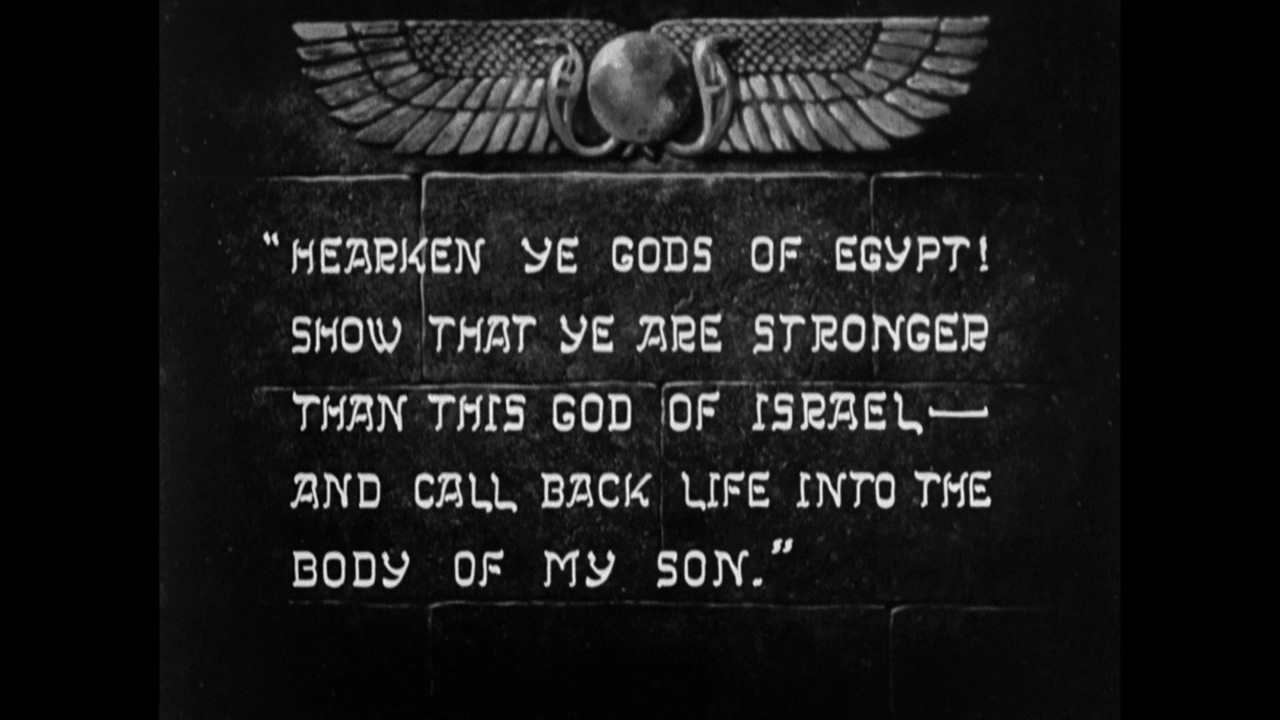 "HEARKEN YE GODS OF EGYPT!
SHOW THAT YE ARE STRONGER
THAN THIS GOD OF ISRAEL—
AND CALL BACK LIFE INTO THE
BODY OF MY SON."